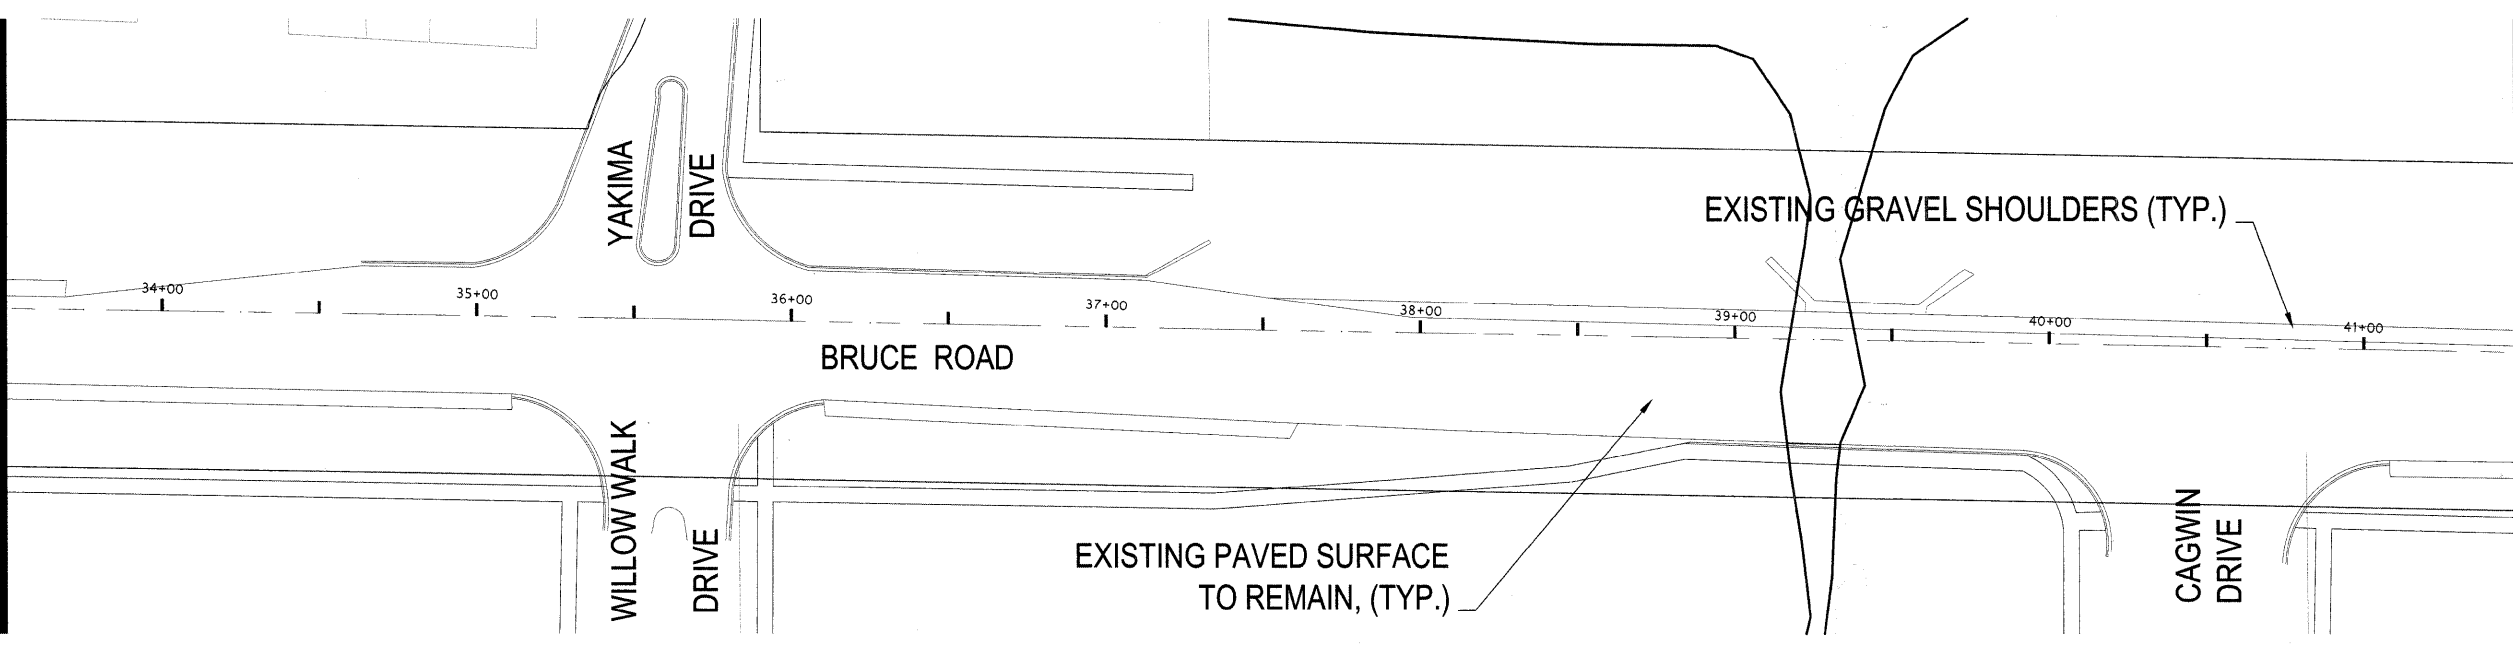 YAKIMA
DRIVE
EXISTING GRAVEL SHOULDERS (TYP.)
34+00
35+00
36+00
37+00
38+00
39+00
40+00
41+00
BRUCE ROAD
WILLOW WALK
DRIVE
EXISTING PAVED SURFACE
TO REMAIN, (TYP.)
CAGWIN
DRIVE